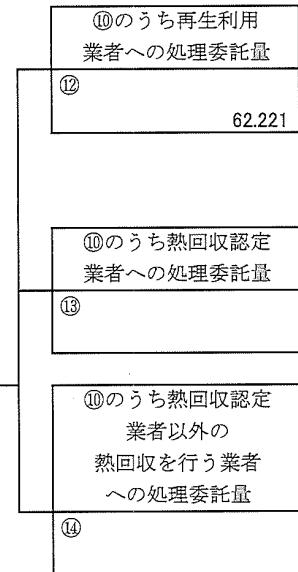 ⑩のうち再生利用
業者への処理委託量
⑫
62.221
⑩のうち熱回収認定
業者への処理委託量
⑬
⑩のうち熱回収認定
業者以外の
熱回収を行う業者
への処理委託量
⑭